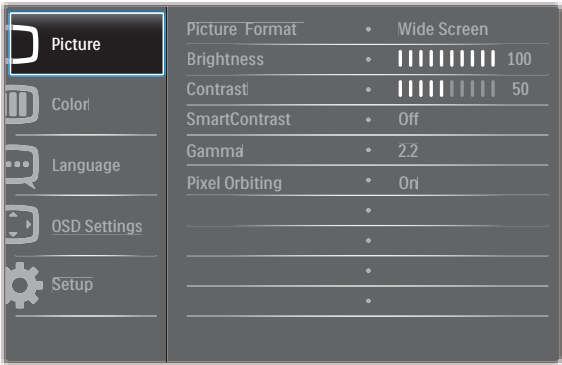 Picture
Color
Language
OSD Settings
Setup
Picture Format • Wide Screen
Brightness • 100
Contrast • 50
SmartContrast • Off
Gamma • 2.2
Pixel Orbiting • On
•
•
•
•